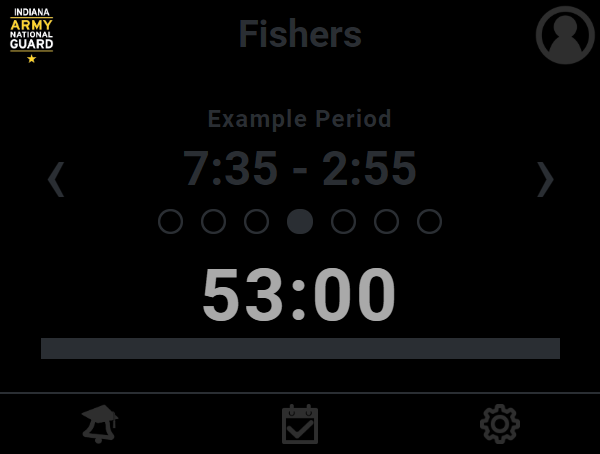 INDIANA
ARMY
NATIONAL
GUARD
Fishers
Example Period
7:35 - 2:55
53:00